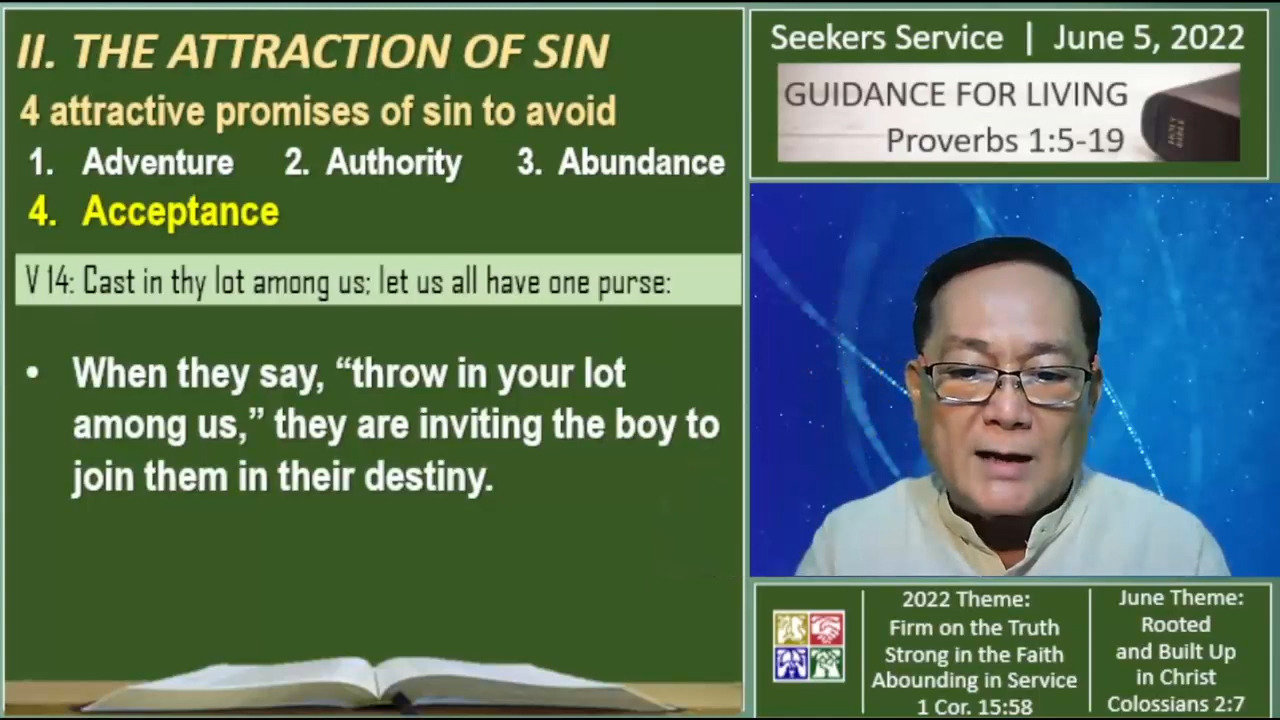 II. THE ATTRACTION OF SIN
4 attractive promises of sin to avoid
1. Adventure 2. Authority 3. Abundance
4. Acceptance
V 14: Cast in thy lot among us; let us all have one purse:
• When they say, “throw in your lot
among us,” they are inviting the boy to
join them in their destiny.
Seekers Service | June 5, 2022
GUIDANCE FOR LIVING
Proverbs 1:5-19
HOLY BIBLE
2022 Theme:
Firm on the Truth
Strong in the Faith
Abounding in Service
1 Cor. 15:58
June Theme:
Rooted
and Built Up
in Christ
Colossians 2:7